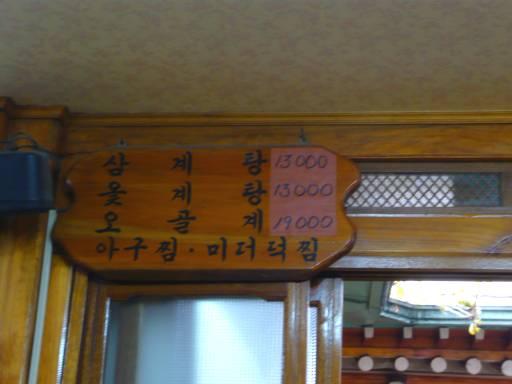 삼 계 탕 13000
옻 계 탕 13000
오 골 계 19000
아구찜·미더덕찜